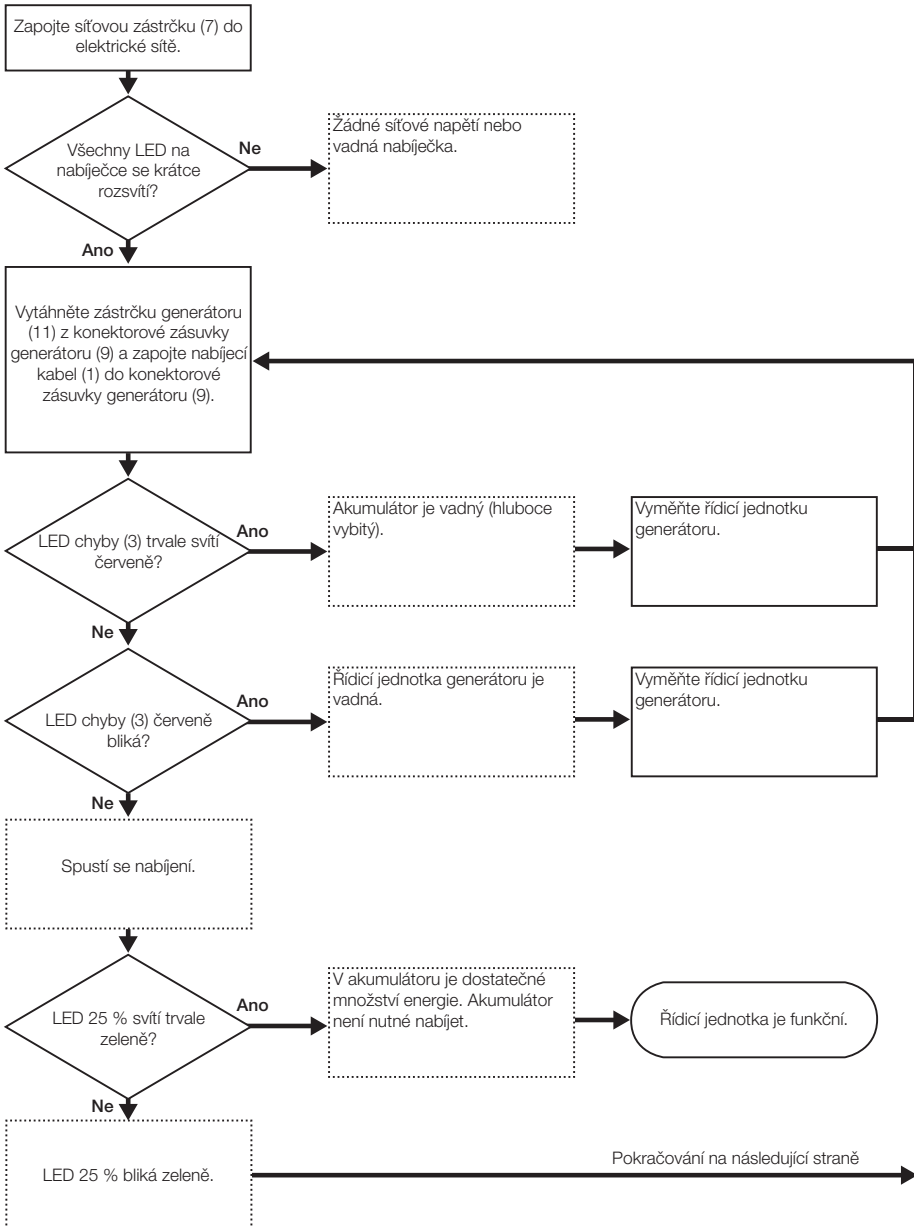 Zapojte síťovou zástrčku (7) do
elektrické sítě.
Všechny LED na
nabíječce se krátce
rozsvítí?
Ne
Žádné síťové napětí nebo
vadná nabíječka.
Ano
Vytáhněte zástrčku generátoru
(11) z konektorové zásuvky
generátoru (9) a zapojte nabíjecí
kabel (1) do konektorové
zásuvky generátoru (9).
LED chyby (3) trvale svítí
červeně?
Ano
Akumulátor je vadný (hluboce
vybitý).
Vyměňte řídicí jednotku
generátoru.
Ne
LED chyby (3) červeně
bliká?
Ano
Řídicí jednotka generátoru je
vadná.
Vyměňte řídicí jednotku
generátoru.
Ne
Spustí se nabíjení.
LED 25 % svítí trvale
zeleně?
Ano
V akumulátoru je dostatečné
množství energie. Akumulátor
není nutné nabíjet.
Řídicí jednotka je funkční.
Ne
LED 25 % bliká zeleně.
Pokračování na následující straně